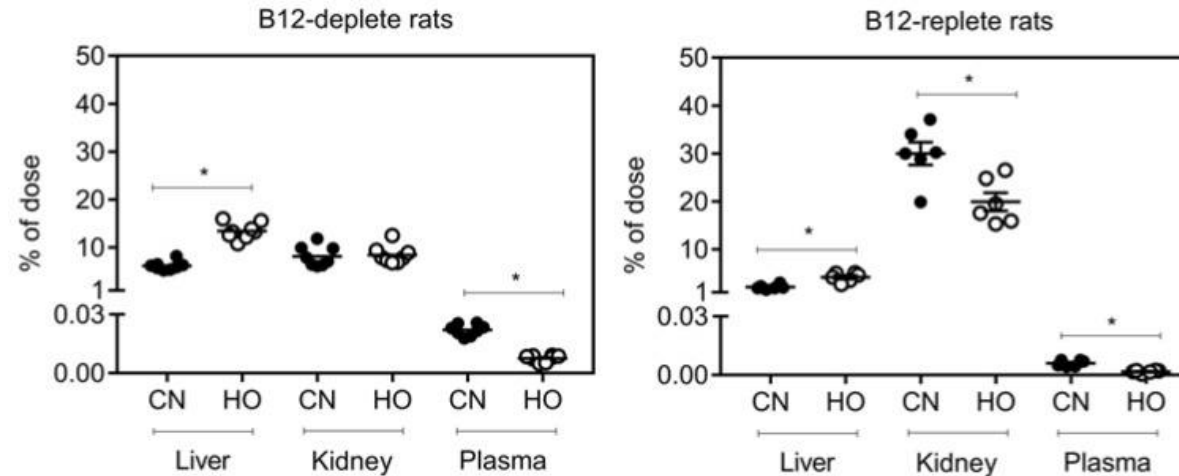 B12-deplete rats
% of dose
50
40
30
20
10
1
0.03
0.00
*
*
CN HO CN HO CN HO
Liver Kidney Plasma
B12-replete rats
% of dose
50
40
30
20
10
1
0.03
0.00
*
*
*
CN HO CN HO CN HO
Liver Kidney Plasma